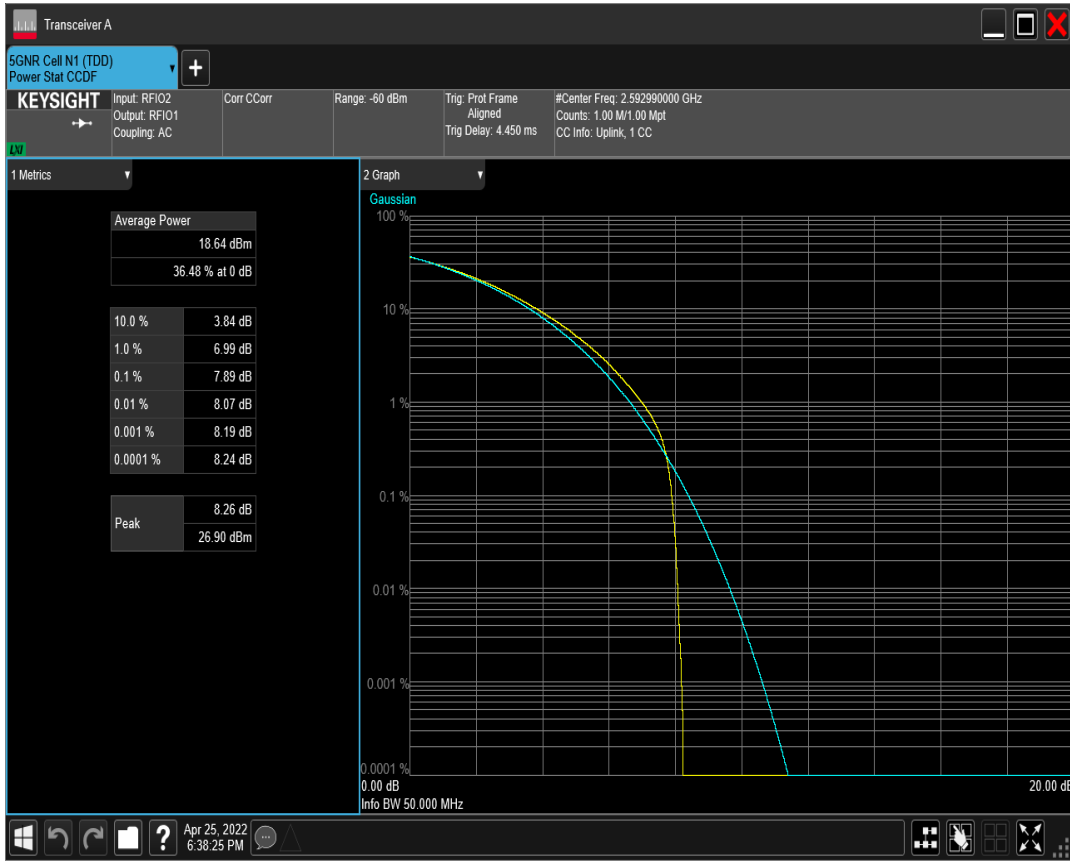 Transceiver A
5GNR Cell N1 (TDD)
Power Stat CCDF
+
KEYSIGHT
LXI
Input: RFIO2
Output: RFIO1
Coupling: AC
Corr CCorr
Range: -60 dBm
Trig: Prot Frame
Aligned
Trig Delay: 4.450 ms
#Center Freq: 2.592990000 GHz
Counts: 1.00 M/1.00 Mpt
CC Info: Uplink, 1 CC
1 Metrics
Average Power
18.64 dBm
36.48 % at 0 dB
10.0 % 3.84 dB
1.0 % 6.99 dB
0.1 % 7.89 dB
0.01 % 8.07 dB
0.001 % 8.19 dB
0.0001 % 8.24 dB
Peak
8.26 dB
26.90 dBm
2 Graph
Gaussian
100 %
10 %
1 %
0.1 %
0.01 %
0.001 %
0.0001 %
0.00 dB 20.00 dB
Info BW 50.000 MHz
?
Apr 25, 2022
6:38:25 PM